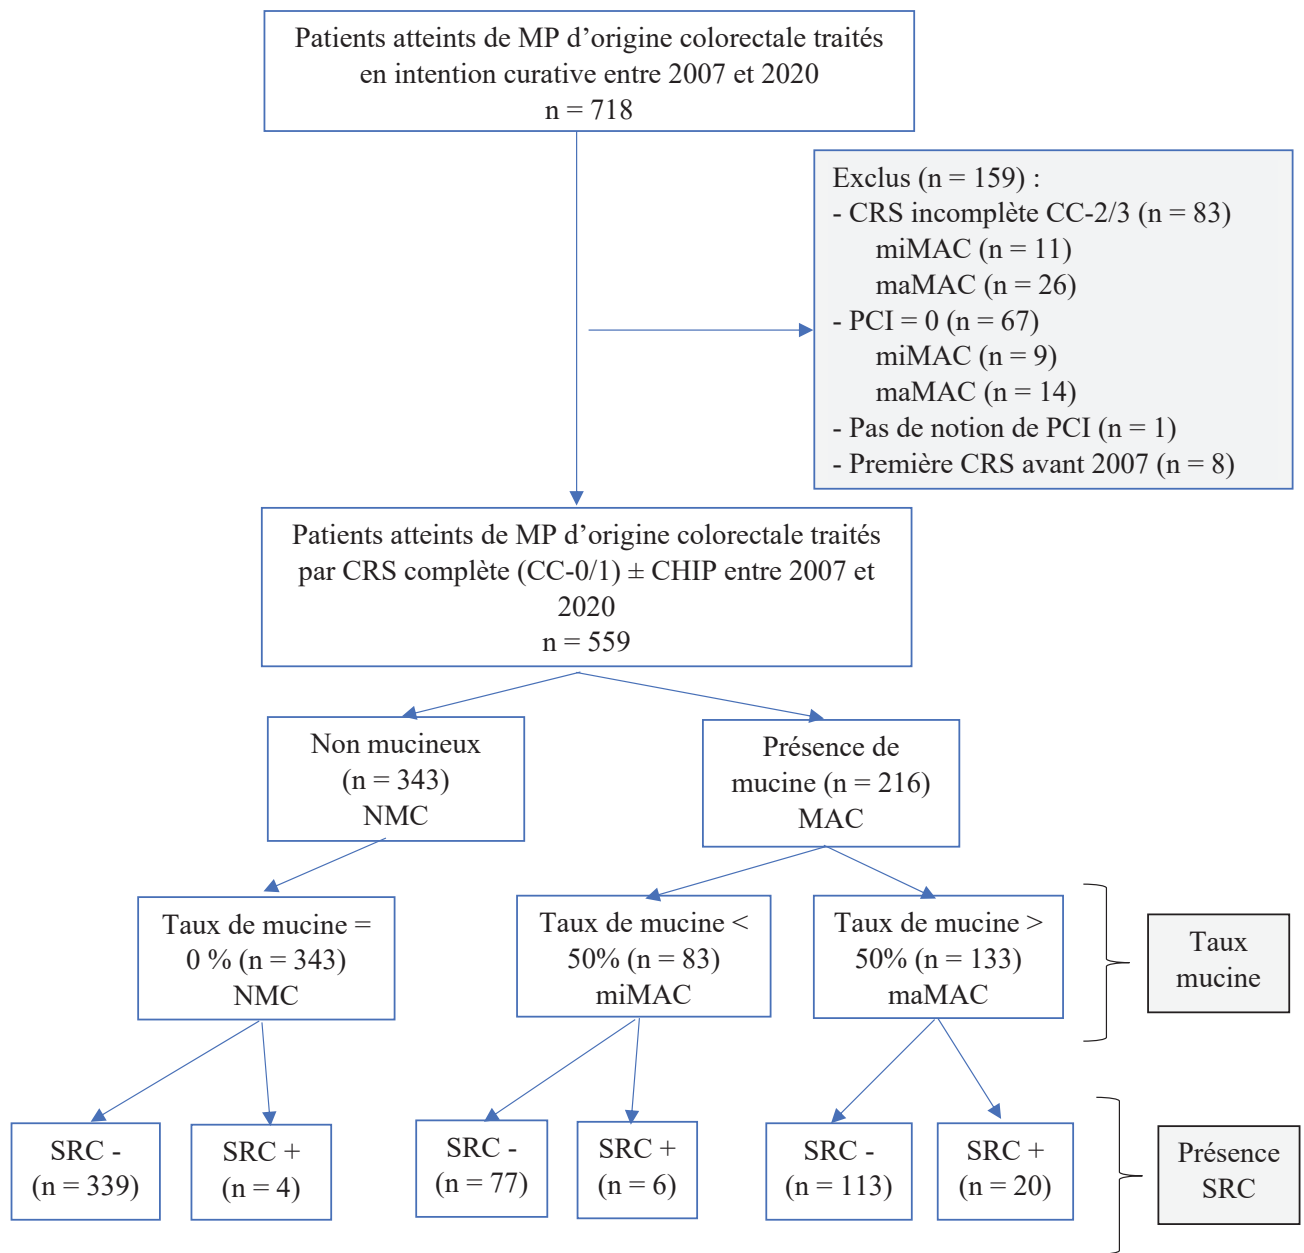 Patients atteints de MP d’origine colorectale traités
en intention curative entre 2007 et 2020
n = 718
Exclus (n = 159) :
- CRS incomplète CC-2/3 (n = 83)
miMAC (n = 11)
maMAC (n = 26)
- PCI = 0 (n = 67)
miMAC (n = 9)
maMAC (n = 14)
- Pas de notion de PCI (n = 1)
- Première CRS avant 2007 (n = 8)
Patients atteints de MP d’origine colorectale traités
par CRS complète (CC-0/1) ± CHIP entre 2007 et
2020
n = 559
Non mucineux
(n = 343)
NMC
Présence de
mucine (n = 216)
MAC
Taux de mucine =
0 % (n = 343)
NMC
Taux de mucine <
50% (n = 83)
miMAC
Taux de mucine >
50% (n = 133)
maMAC
Taux
mucine
SRC -
(n = 339)
SRC +
(n = 4)
SRC -
(n = 77)
SRC +
(n = 6)
SRC -
(n = 113)
SRC +
(n = 20)
Présence
SRC